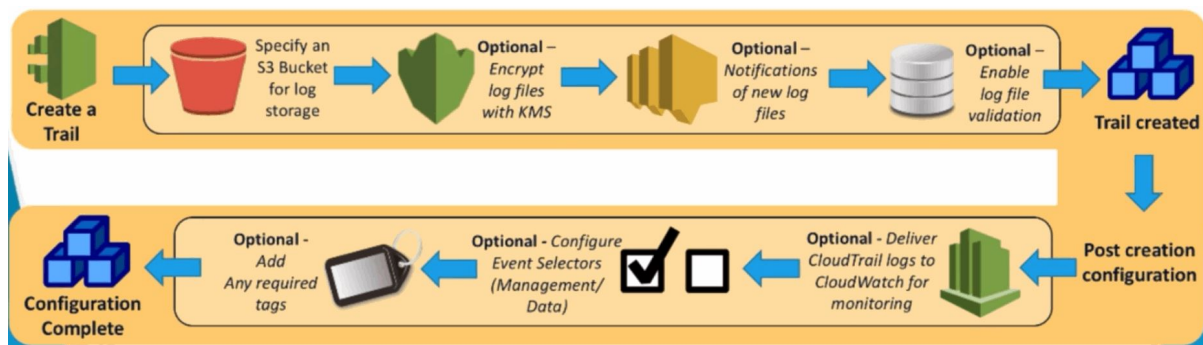 Create a
Trail
Specify an
S3 Bucket
for log
storage
Optional –
Encrypt
log files
with KMS
Optional –
Notifications
of new log
files
Optional –
Enable
log file
validation
Trail created
Post creation
configuration
Optional - Deliver
CloudTrail logs to
CloudWatch for
monitoring
Optional - Configure
Event Selectors
(Management/
Data)
Optional -
Add
Any required
tags
Configuration
Complete